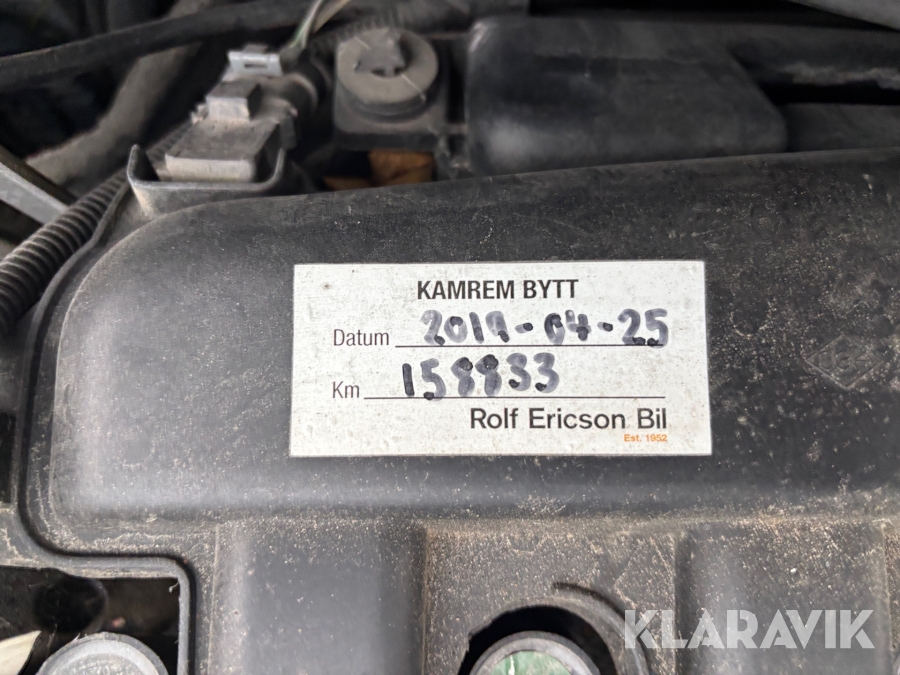 KAMREM BYTT
Datum 2019-04-25
Km 158833
Rolf Ericson Bil
Est. 1952
KLARAVIK